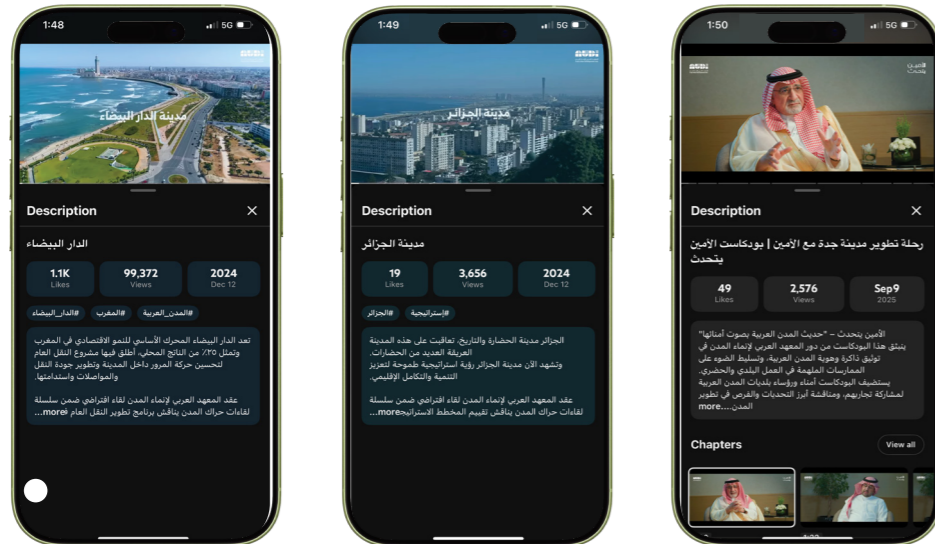 1:48
5G
AUDI
مدينة الدار البيضاء
Description
الدار البيضاء
1.1K
Likes
99,372
Views
2024
Dec 12
#المدن_العربية #المغرب #الدار_البيضاء
تعد الدار البيضاء المحرك الأساسي للنمو الاقتصادي في المغرب
وتمثل ٢٥٪ من الناتج المحلي، أطلق فيها مشروع النقل العام
لتحسين حركة المرور داخل المدينة وتطوير جودة النقل
والمواصلات واستدامتها.
عقد المعهد العربي لإنماء المدن لقاء افتراضي ضمن سلسلة
لقاءات حراك المدن يناقش برنامج تطوير النقل العام ...more
1:49
5G
AUDI
مدينة الجزائر
Description
مدينة الجزائر
19
Likes
3,656
Views
2024
Dec 12
#إستراتيجية #الجزائر
الجزائر مدينة الحضارة والتاريخ، تعاقبت على هذه المدينة
العريقة العديد من الحضارات.
وتشهد الآن مدينة الجزائر رؤية استراتيجية طموحة لتعزيز
التنمية والتكامل الإقليمي.
عقد المعهد العربي لإنماء المدن لقاء افتراضي ضمن سلسلة
لقاءات حراك المدن يناقش تقييم المخطط الاستراتيج...more
1:50
5G
AUDI
الأميـن
يتحدث
Description
رحلة تطوير مدينة جدة مع الأمين | بودكاست الأمين
يتحدث
49
Likes
2,576
Views
Sep9
2025
الأمين يتحدث – "حديث المدن العربية بصوت أمنائها"
ينبثق هذا البودكاست من دور المعهد العربي لإنماء المدن في
توثيق ذاكرة وهوية المدن العربية، وتسليط الضوء على
الممارسات الملهمة في العمل البلدي والحضري.
يستضيف البودكاست أمناء ورؤساء بلديات المدن العربية
لمشاركة تجاربهم، ومناقشة أبرز التحديات والفرص في تطوير
المدن....more
Chapters
View all